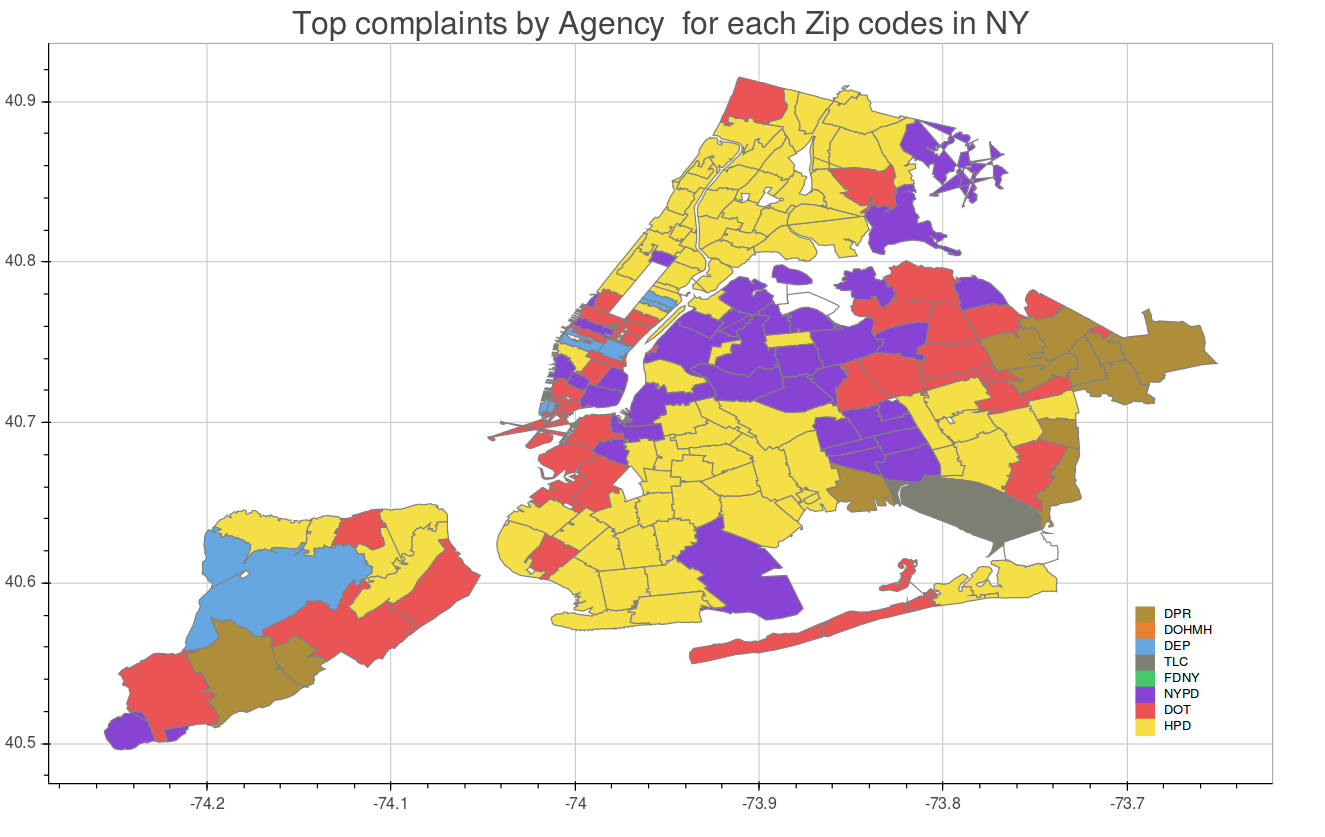 Top complaints by Agency  for each Zip codes in NY
40.9
40.8
40.7
40.6
40.5
-74.2
-74.1
-74
-73.9
-73.8
-73.7
DPR
DOHMH
DEP
TLC
FDNY
NYPD
DOT
HPD